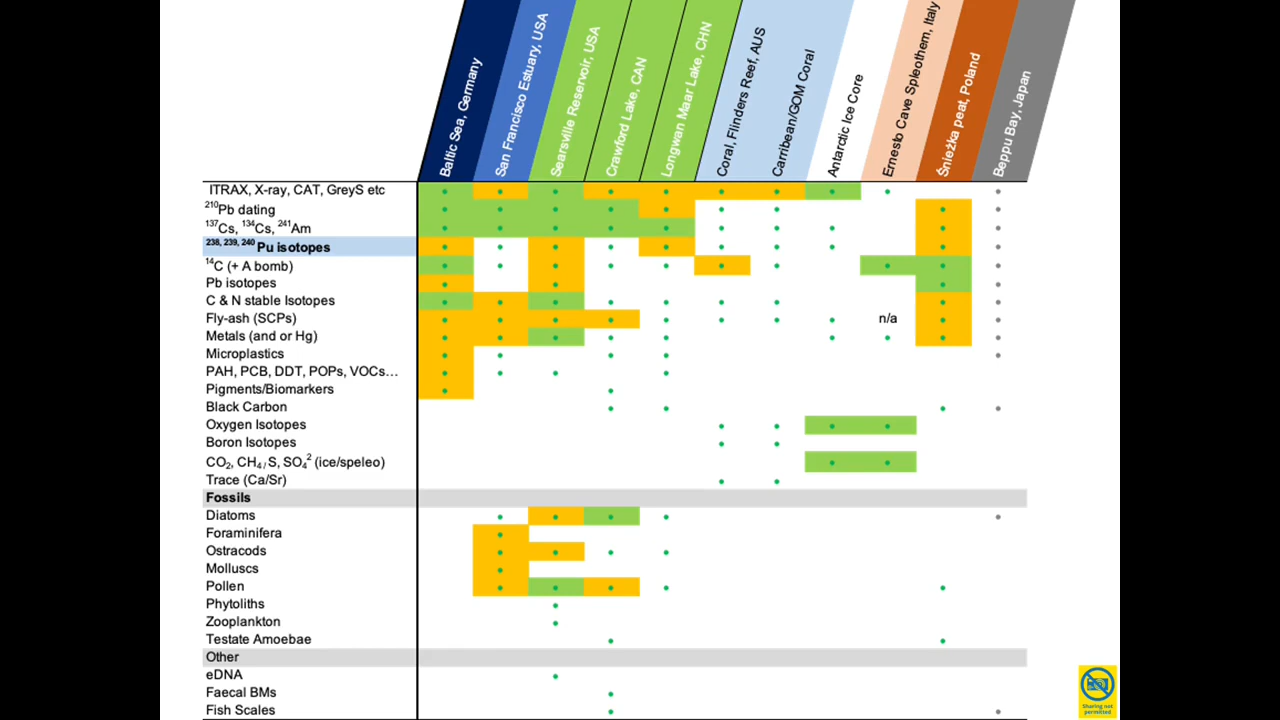 Baltic Sea, Germany
San Francisco Estuary, USA
Searsville Reservoir, USA
Crawford Lake, CAN
Longwan Maar Lake, CHN
Coral, Flinders Reef, AUS
Carribean/GOM Coral
Antarctic Ice Core
Ernesto Cave Spleothem, Italy
Śnieżka peat, Poland
Beppu Bay, Japan
ITRAX, X-ray, CAT, GreyS etc
²¹⁰Pb dating
¹³⁷Cs, ¹³⁴Cs, ²⁴¹Am
²³⁸, ²³⁹, ²⁴⁰ Pu isotopes
¹⁴C (+ A bomb)
Pb isotopes
C & N stable Isotopes
Fly-ash (SCPs) n/a
Metals (and or Hg)
Microplastics
PAH, PCB, DDT, POPs, VOCs…
Pigments/Biomarkers
Black Carbon
Oxygen Isotopes
Boron Isotopes
CO₂, CH₄ / S, SO₄² (ice/speleo)
Trace (Ca/Sr)
Fossils
Diatoms
Foraminifera
Ostracods
Molluscs
Pollen
Phytoliths
Zooplankton
Testate Amoebae
Other
eDNA
Faecal BMs
Fish Scales
Sharing not
permitted